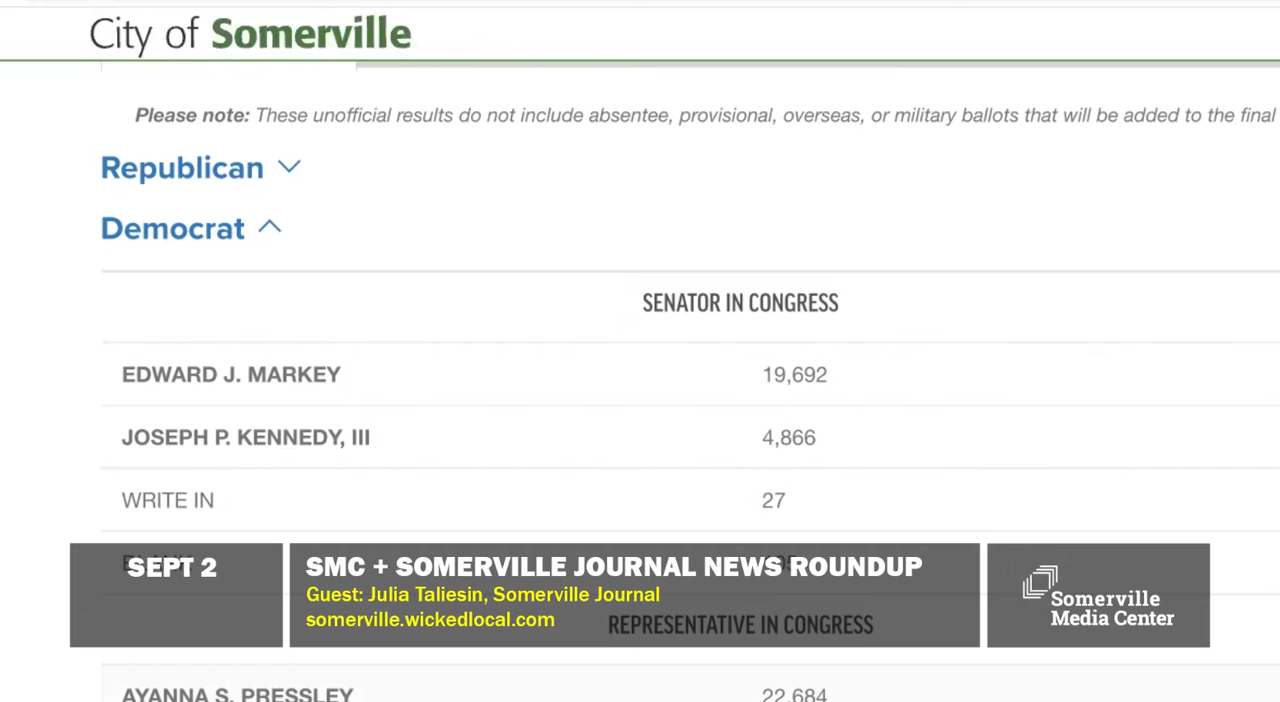 City of Somerville
Please note: These unofficial results do not include absentee, provisional, overseas, or military ballots that will be added to the final
Republican
Democrat
SENATOR IN CONGRESS
EDWARD J. MARKEY 19,692
JOSEPH P. KENNEDY, III 4,866
WRITE IN 27
SEPT 2
SMC + SOMERVILLE JOURNAL NEWS ROUNDUP
Guest: Julia Taliesin, Somerville Journal
somerville.wickedlocal.com
Somerville
Media Center
REPRESENTATIVE IN CONGRESS
AYANNA S. PRESSLEY 22,684